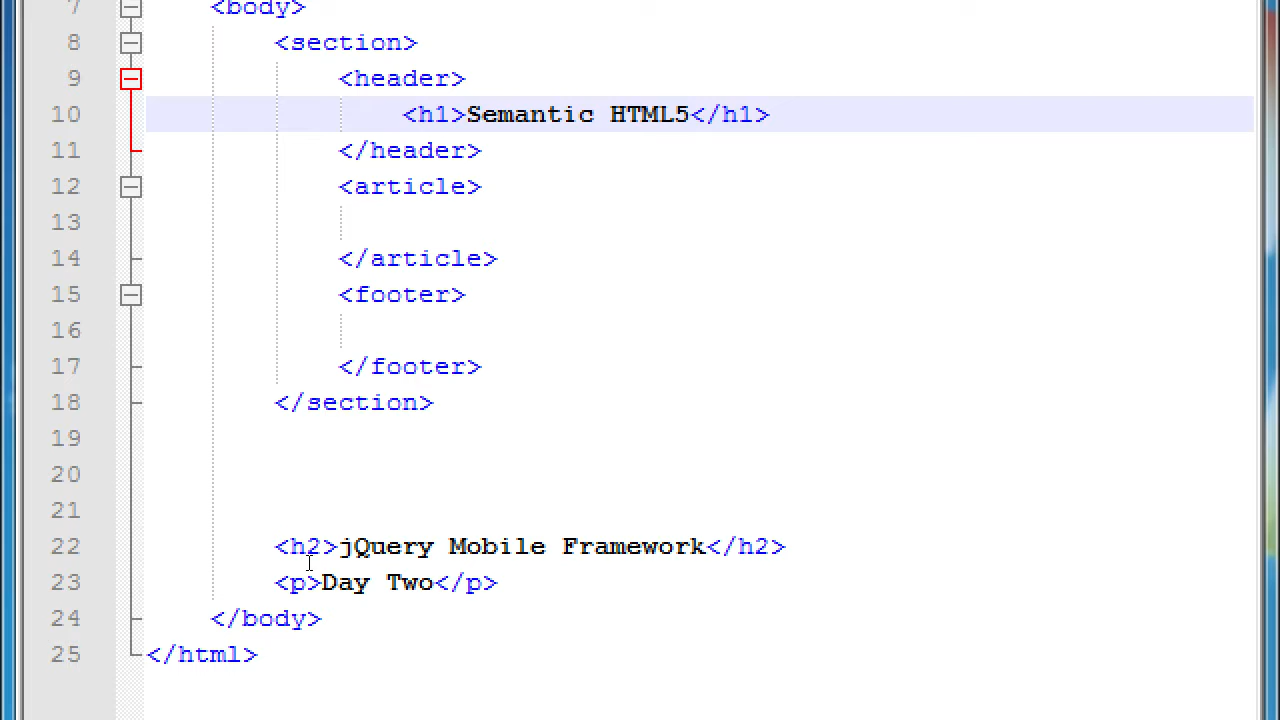 7 <body>
8 <section>
9 <header>
10 <h1>Semantic HTML5</h1>
11 </header>
12 <article>
13
14 </article>
15 <footer>
16
17 </footer>
18 </section>
19
20
21
22 <h2>jQuery Mobile Framework</h2>
23 <p>Day Two</p>
24 </body>
25 </html>